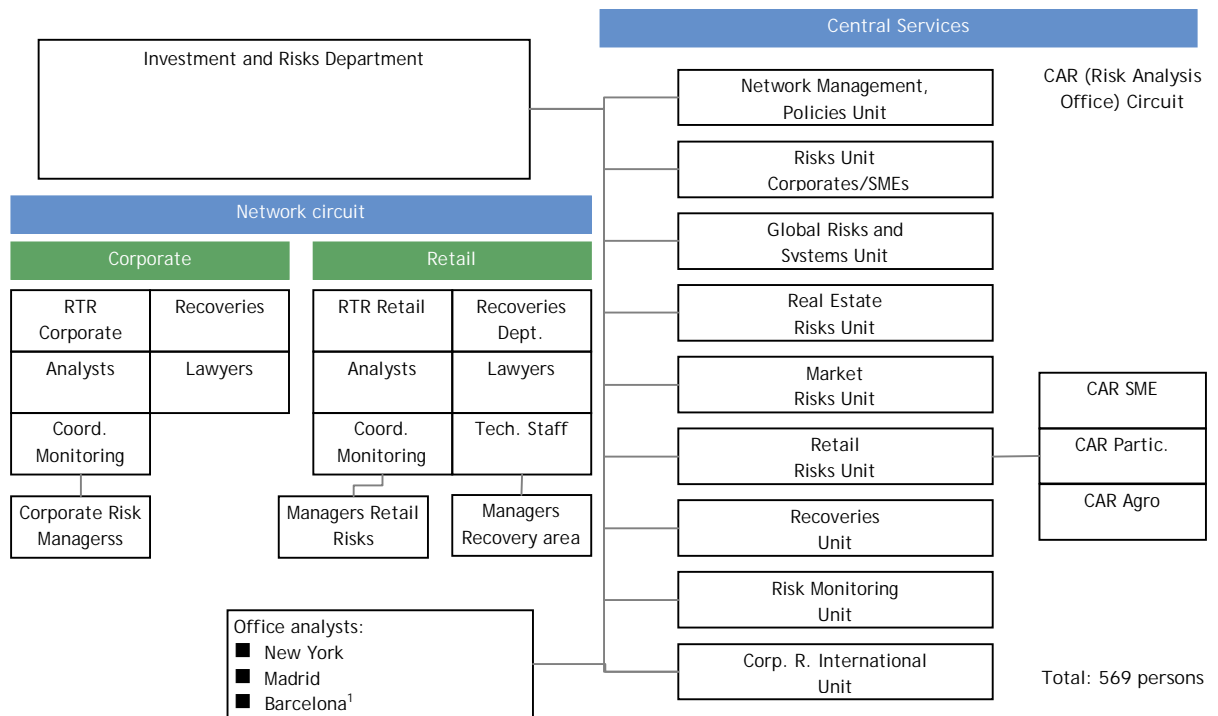 Central Services
Investment and Risks Department
Network Management,
Policies Unit
CAR (Risk Analysis
Office) Circuit
Risks Unit
Corporates/SMEs
Network circuit
Global Risks and
Systems Unit
Corporate
Retail
RTR
Corporate
Recoveries
RTR Retail
Recoveries
Dept.
Real Estate
Risks Unit
Analysts
Lawyers
Analysts
Lawyers
Market
Risks Unit
CAR SME
Coord.
Monitoring
Coord.
Monitoring
Tech. Staff
Retail
Risks Unit
CAR Partic.
Corporate Risk
Managerss
Managers Retail
Risks
Managers
Recovery area
Recoveries
Unit
CAR Agro
Risk Monitoring
Unit
Office analysts:
■ New York
■ Madrid
■ Barcelona¹
Corp. R. International
Unit
Total: 569 persons